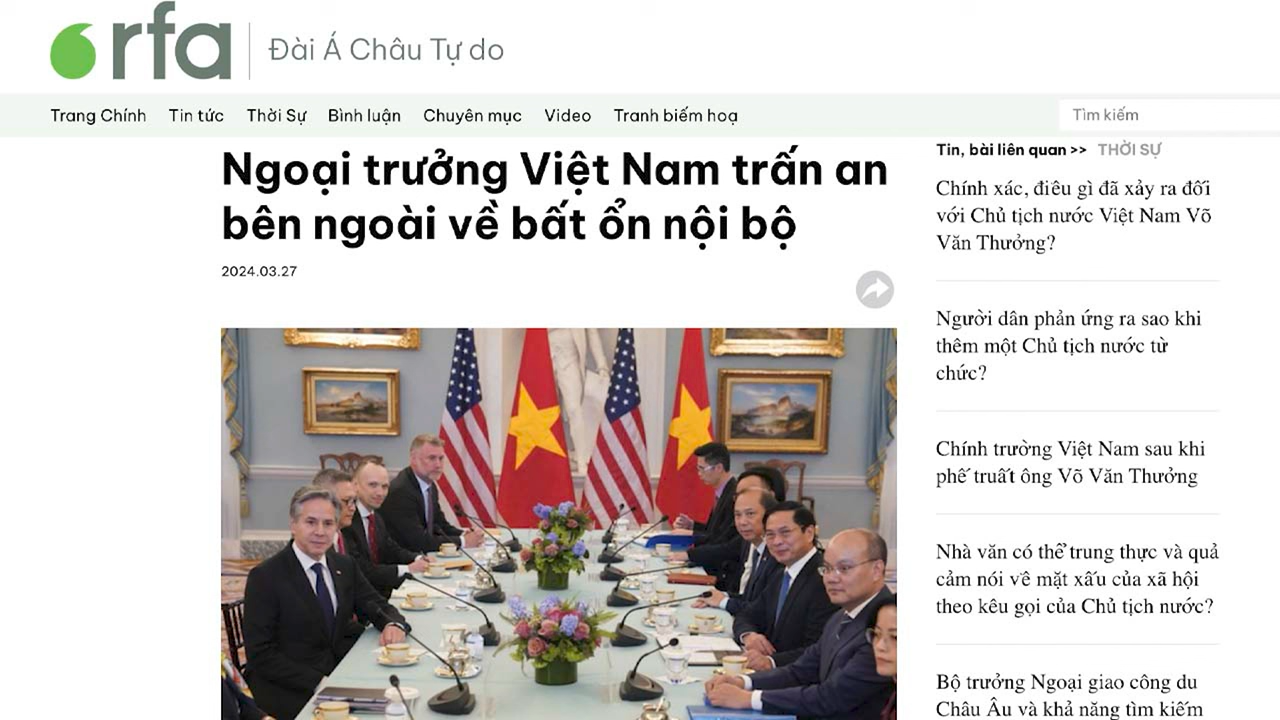 rfa Đài Á Châu Tự do
Trang Chính Tin tức Thời Sự Bình luận Chuyên mục Video Tranh biếm hoạ Tìm kiếm
Ngoại trưởng Việt Nam trấn an
bên ngoài về bất ổn nội bộ
2024.03.27
Tin, bài liên quan >> THỜI SỰ
Chính xác, điều gì đã xảy ra đối
với Chủ tịch nước Việt Nam Võ
Văn Thưởng?
Người dân phản ứng ra sao khi
thêm một Chủ tịch nước từ
chức?
Chính trường Việt Nam sau khi
phế truất ông Võ Văn Thưởng
Nhà văn có thể trung thực và quả
cảm nói về mặt xấu của xã hội
theo kêu gọi của Chủ tịch nước?
Bộ trưởng Ngoại giao công du
Châu Âu và khả năng tìm kiếm